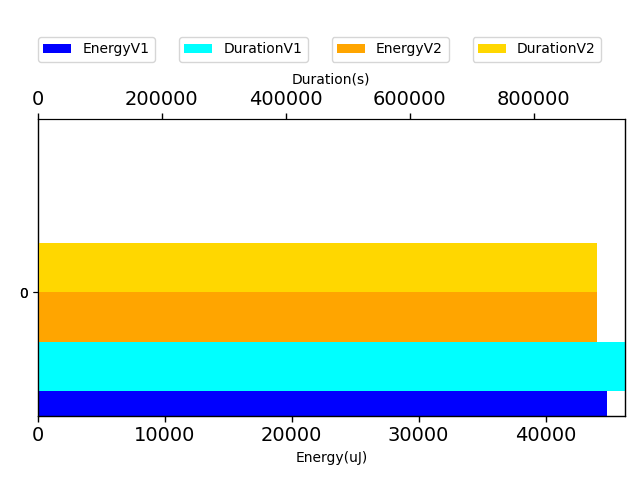 EnergyV1 DurationV1 EnergyV2 DurationV2
Duration(s)
0 200000 400000 600000 800000
0
0 10000 20000 30000 40000
Energy(uJ)